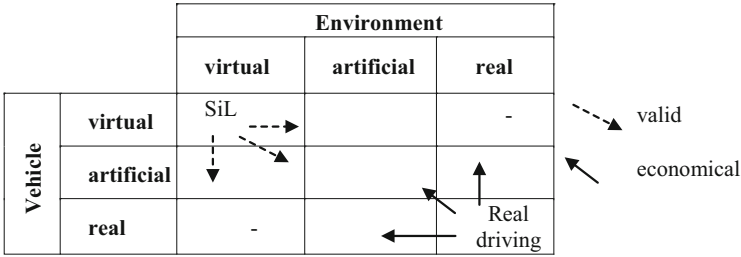 Environment
virtual artificial real
Vehicle
virtual SiL - valid
artificial economical
real - Real
driving